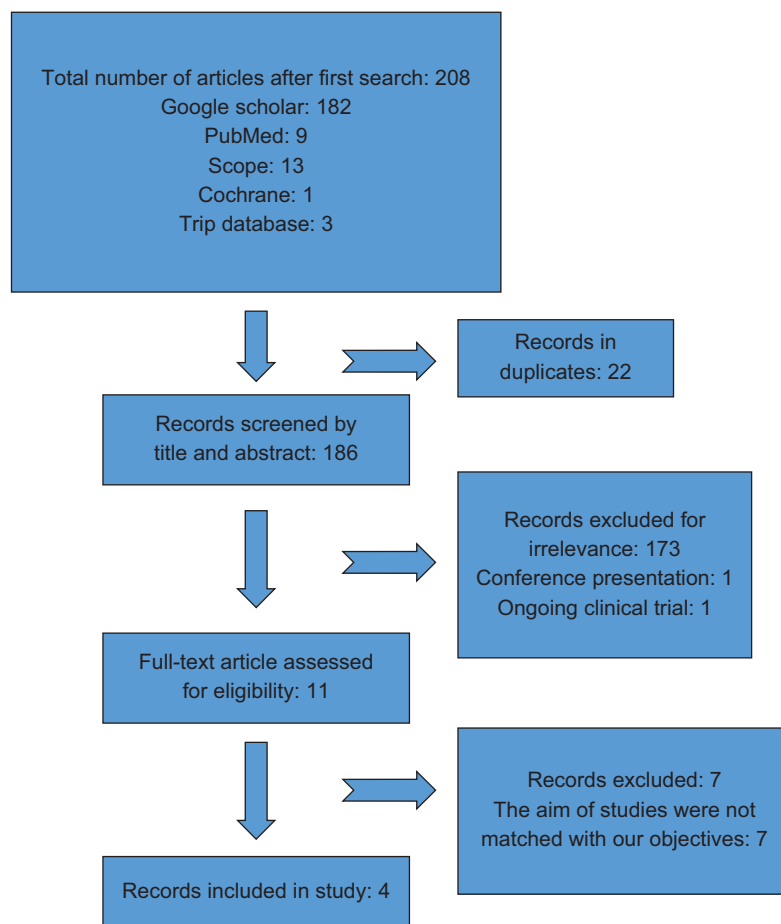 Total number of articles after first search: 208
Google scholar: 182
PubMed: 9
Scope: 13
Cochrane: 1
Trip database: 3
Records in
duplicates: 22
Records screened by
title and abstract: 186
Records excluded for
irrelevance: 173
Conference presentation: 1
Ongoing clinical trial: 1
Full-text article assessed
for eligibility: 11
Records excluded: 7
The aim of studies were not
matched with our objectives: 7
Records included in study: 4